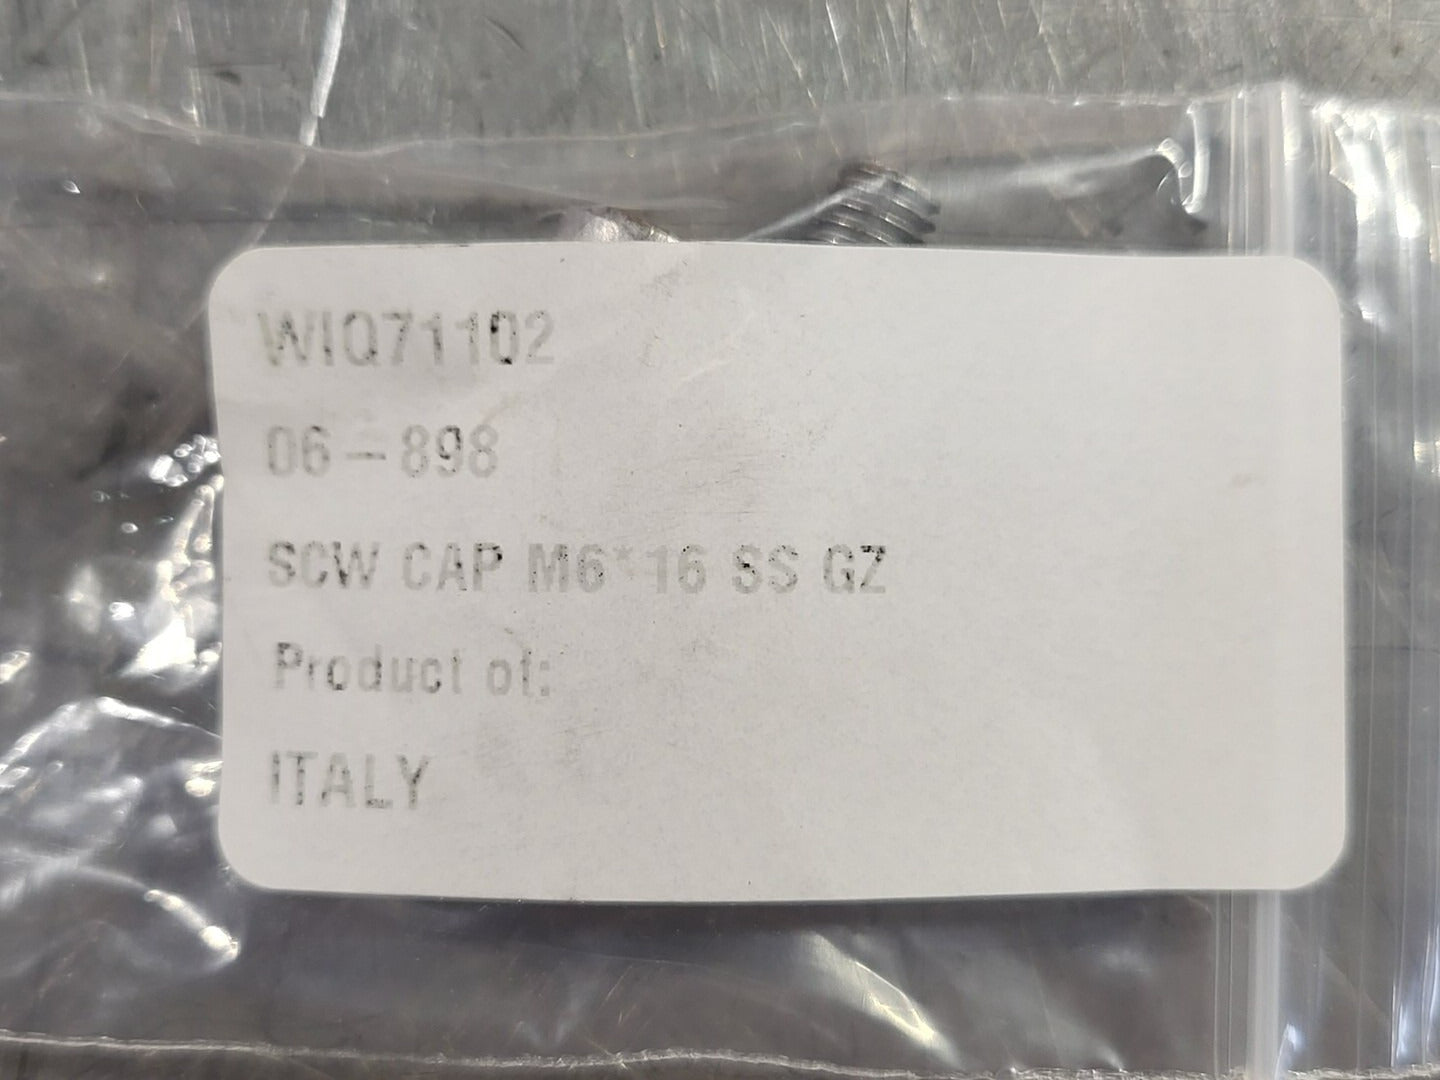 WIQ71102
06-898
SCW CAP M6*16 SS GZ
Product of:
ITALY